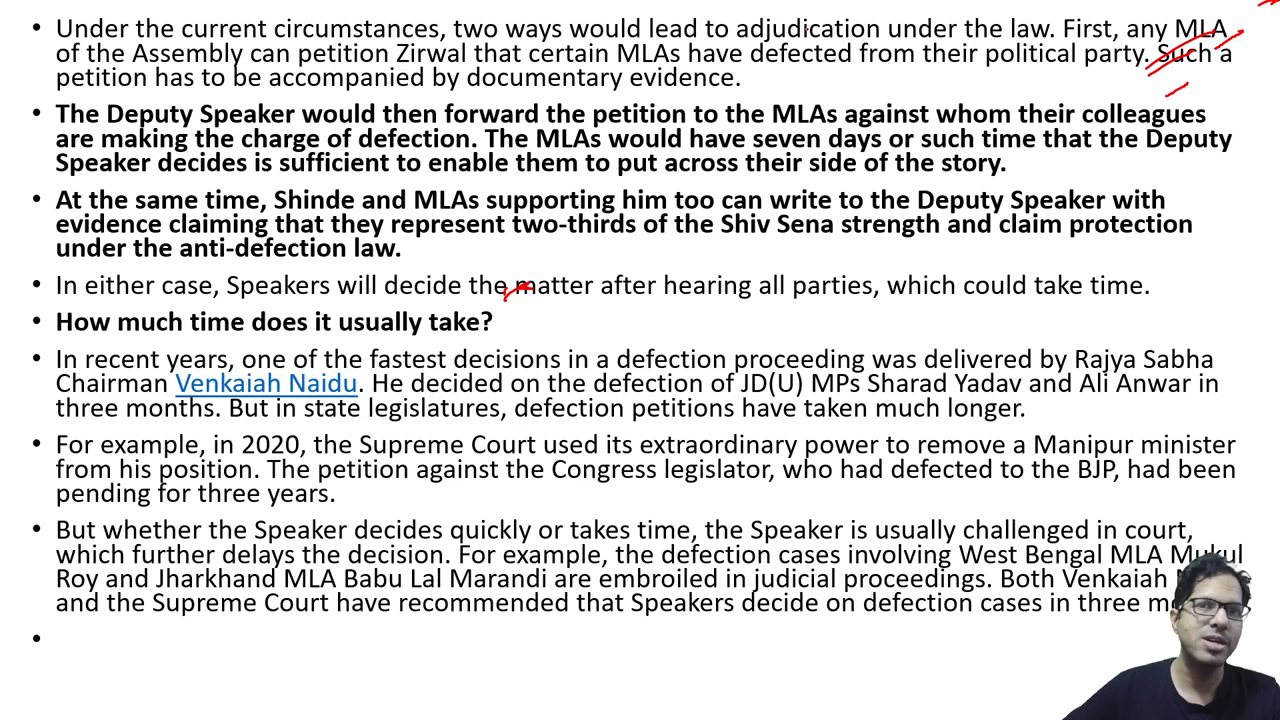 • Under the current circumstances, two ways would lead to adjudication under the law. First, any MLA
of the Assembly can petition Zirwal that certain MLAs have defected from their political party. Such a
petition has to be accompanied by documentary evidence.
• The Deputy Speaker would then forward the petition to the MLAs against whom their colleagues
are making the charge of defection. The MLAs would have seven days or such time that the Deputy
Speaker decides is sufficient to enable them to put across their side of the story.
• At the same time, Shinde and MLAs supporting him too can write to the Deputy Speaker with
evidence claiming that they represent two-thirds of the Shiv Sena strength and claim protection
under the anti-defection law.
• In either case, Speakers will decide the matter after hearing all parties, which could take time.
• How much time does it usually take?
• In recent years, one of the fastest decisions in a defection proceeding was delivered by Rajya Sabha
Chairman Venkaiah Naidu. He decided on the defection of JD(U) MPs Sharad Yadav and Ali Anwar in
three months. But in state legislatures, defection petitions have taken much longer.
• For example, in 2020, the Supreme Court used its extraordinary power to remove a Manipur minister
from his position. The petition against the Congress legislator, who had defected to the BJP, had been
pending for three years.
• But whether the Speaker decides quickly or takes time, the Speaker is usually challenged in court,
which further delays the decision. For example, the defection cases involving West Bengal MLA Mukul
Roy and Jharkhand MLA Babu Lal Marandi are embroiled in judicial proceedings. Both Venkaiah
and the Supreme Court have recommended that Speakers decide on defection cases in three
•